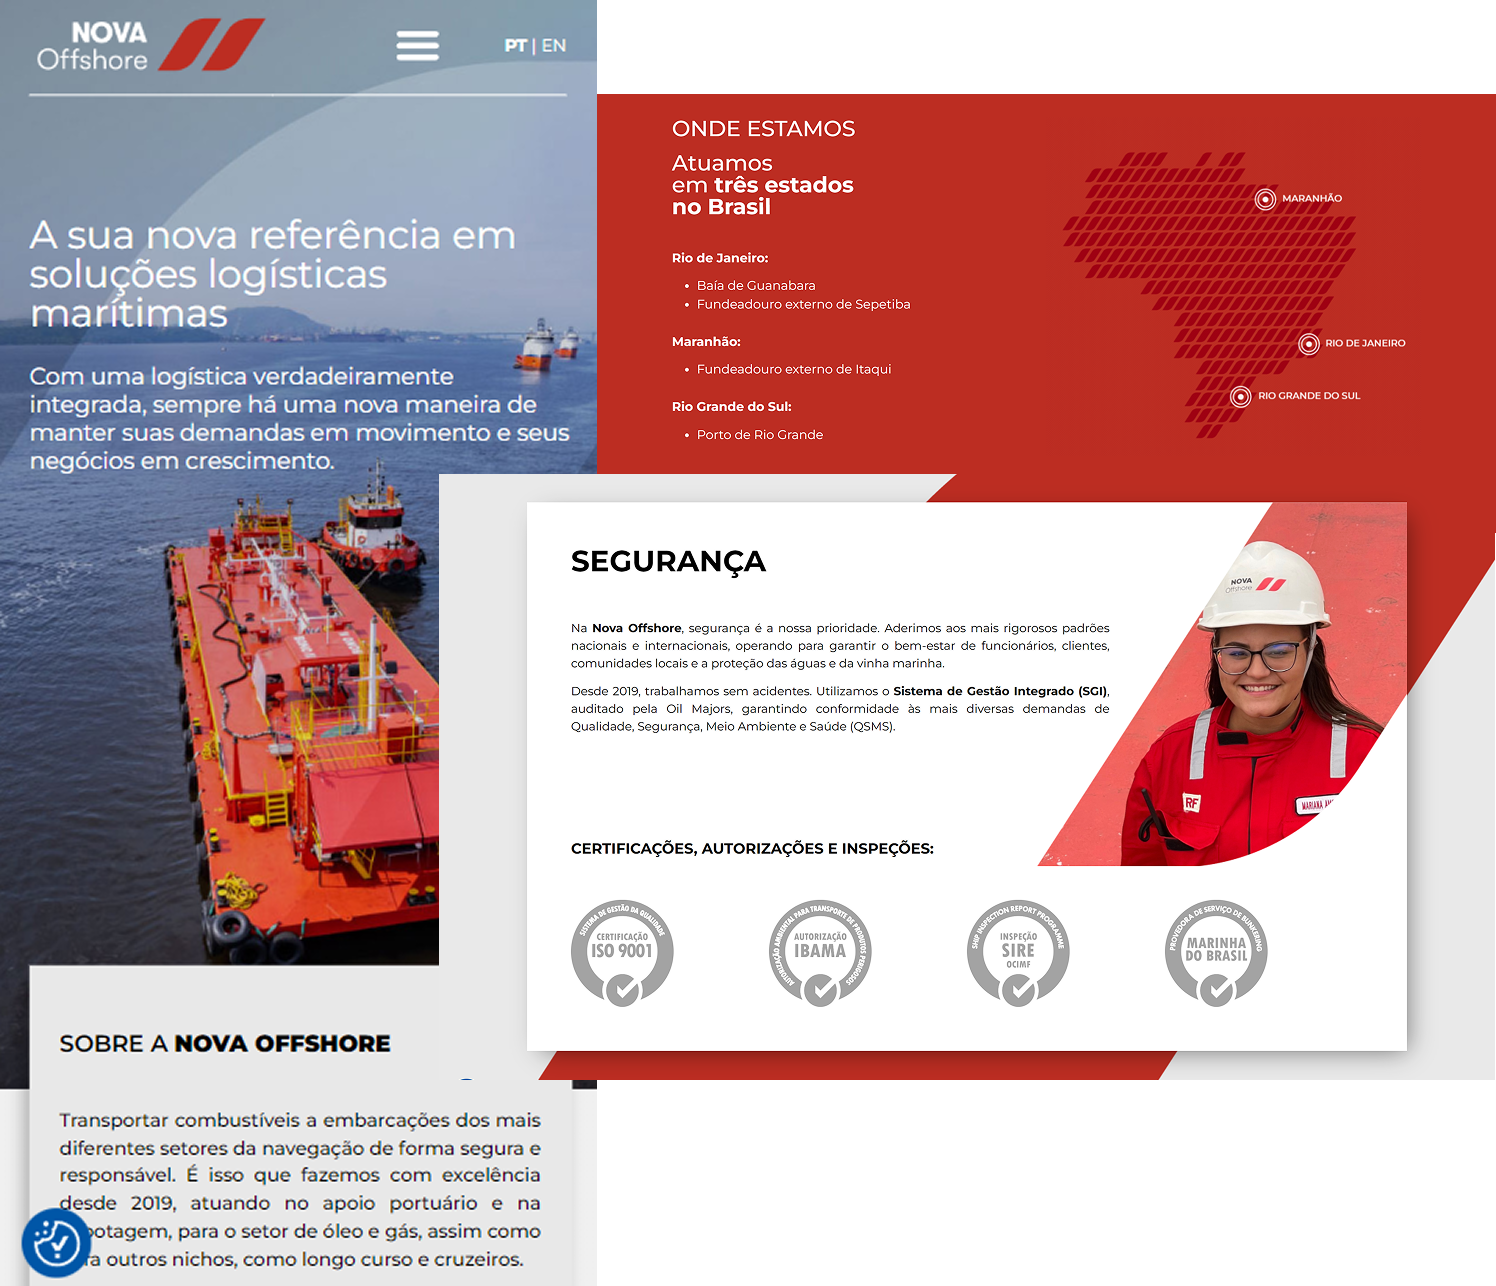 NOVA
Offshore
PT | EN
A sua nova referência em
soluções logísticas
marítimas
Com uma logística verdadeiramente
integrada, sempre há uma nova maneira de
manter suas demandas em movimento e seus
negócios em crescimento.
SOBRE A NOVA OFFSHORE
Transportar combustíveis a embarcações dos mais
diferentes setores da navegação de forma segura e
responsável. É isso que fazemos com excelência
desde 2019, atuando no apoio portuário e na
botagem, para o setor de óleo e gás, assim como
ra outros nichos, como longo curso e cruzeiros.
ONDE ESTAMOS
Atuamos
em três estados
no Brasil
Rio de Janeiro:
• Baía de Guanabara
• Fundeadouro externo de Sepetiba
Maranhão:
• Fundeadouro externo de Itaqui
Rio Grande do Sul:
• Porto de Rio Grande
MARANHÃO
RIO DE JANEIRO
RIO GRANDE DO SUL
SEGURANÇA
Na Nova Offshore, segurança é a nossa prioridade. Aderimos aos mais rigorosos padrões
nacionais e internacionais, operando para garantir o bem-estar de funcionários, clientes,
comunidades locais e a proteção das águas e da vinha marinha.
Desde 2019, trabalhamos sem acidentes. Utilizamos o Sistema de Gestão Integrado (SGI),
auditado pela Oil Majors, garantindo conformidade às mais diversas demandas de
Qualidade, Segurança, Meio Ambiente e Saúde (QSMS).
NOVA
Offshore
RF
MARIANA
CERTIFICAÇÕES, AUTORIZAÇÕES E INSPEÇÕES:
SISTEMA DE GESTÃO DA QUALIDADE
CERTIFICAÇÃO
ISO 9001
AUTORIZAÇÃO AMBIENTAL PARA TRANSPORTE DE PRODUTOS PERIGOSOS
AUTORIZAÇÃO
IBAMA
SHIP INSPECTION REPORT PROGRAMME
INSPEÇÃO
SIRE
OCIMF
PROVEDORA DE SERVIÇO DE BUNKERING
MARINHA
DO BRASIL